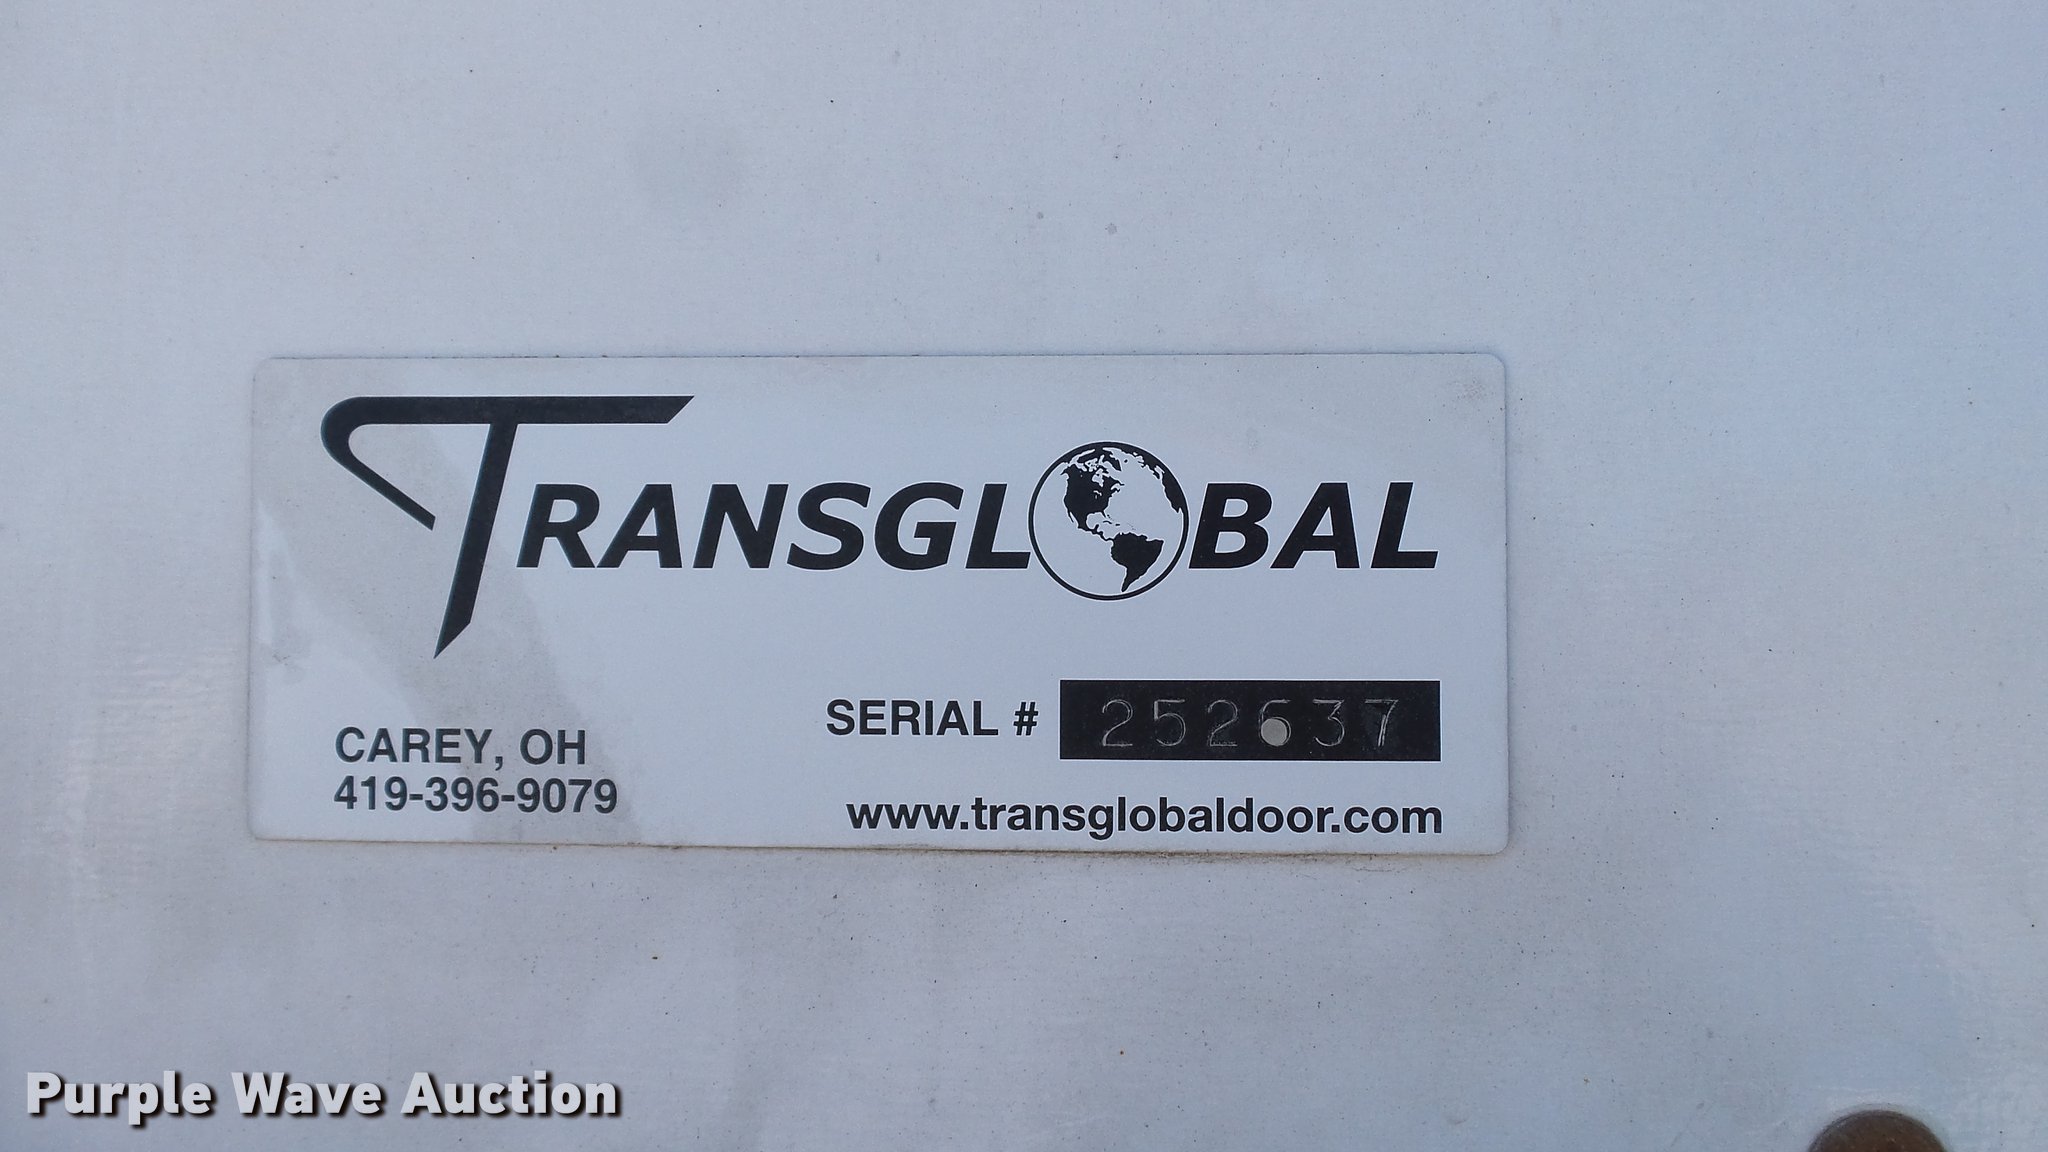 TRANSGLOBAL
SERIAL # 252637
CAREY, OH
419-396-9079
www.transglobaldoor.com
Purple Wave Auction